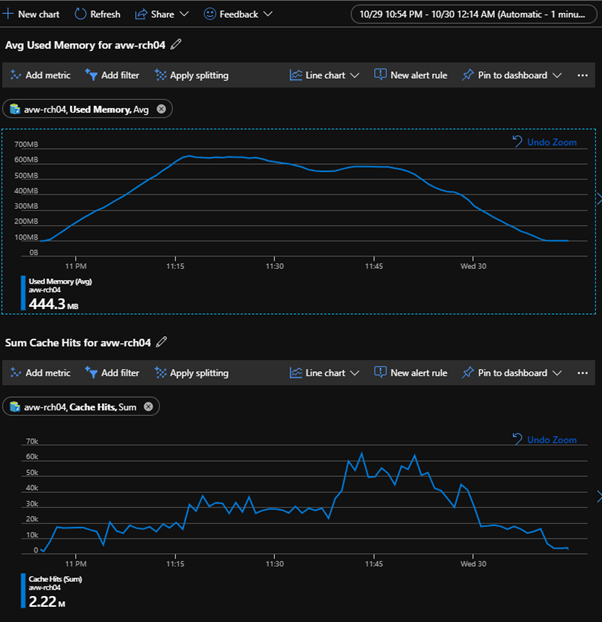 New chart Refresh Share Feedback 10/29 10:54 PM - 10/30 12:14 AM (Automatic - 1 minu...
Avg Used Memory for avw-rch04
Add metric Add filter Apply splitting Line chart New alert rule Pin to dashboard ...
avw-rch04, Used Memory, Avg
Undo Zoom
700MB
600MB
500MB
400MB
300MB
200MB
100MB
0B
11 PM 11:15 11:30 11:45 Wed 30
Used Memory (Avg)
avw-rch04
444.3 MB
Sum Cache Hits for avw-rch04
Add metric Add filter Apply splitting Line chart New alert rule Pin to dashboard ...
avw-rch04, Cache Hits, Sum
Undo Zoom
70k
60k
50k
40k
30k
20k
10k
0
11 PM 11:15 11:30 11:45 Wed 30
Cache Hits (Sum)
avw-rch04
2.22 M